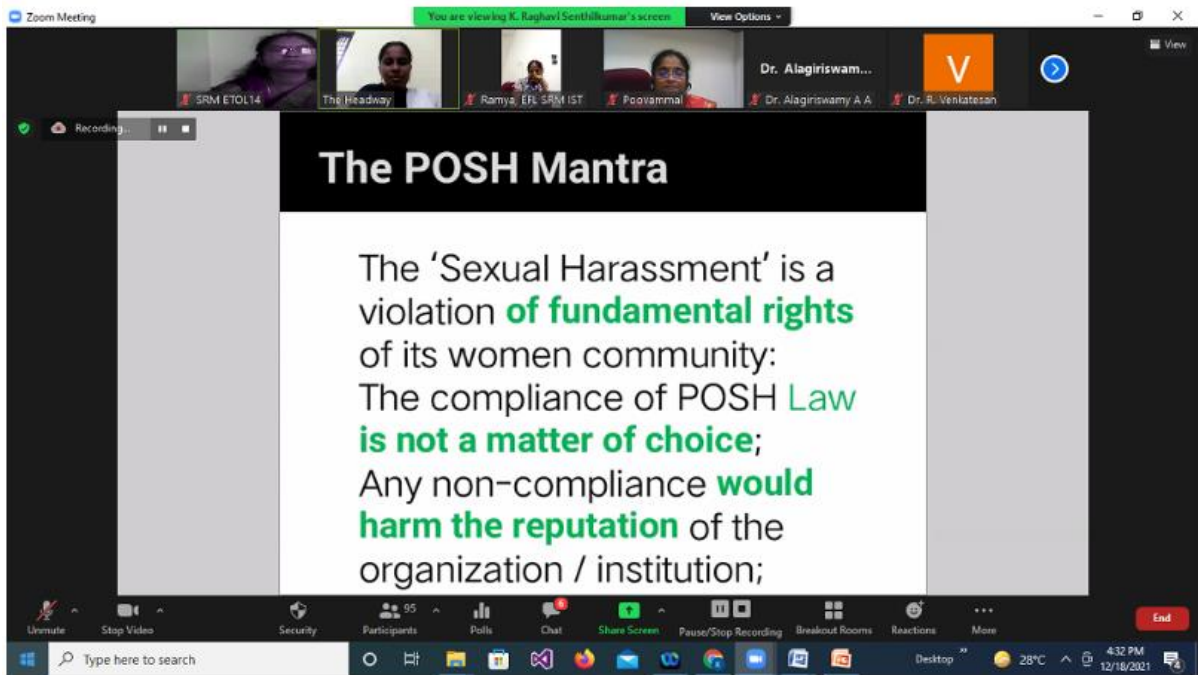 Zoom Meeting
You are viewing K. Raghavi Senthilkumar's screen
View Options
View
SRM ETOL14
The Headway
Ramya, EFL SRM IST
Poovammal
Dr. Alagiriswam...
Dr. Alagiriswamy A A
V
Dr. R. Venkatesan
Recording...
The POSH Mantra
The ‘Sexual Harassment’ is a
violation of fundamental rights
of its women community:
The compliance of POSH Law
is not a matter of choice;
Any non-compliance would
harm the reputation of the
organization / institution;
Unmute
Stop Video
Security
95
Participants
Polls
6
Chat
Share Screen
Pause/Stop Recording
Breakout Rooms
Reactions
More
End
Type here to search
Desktop
28°C
4:32 PM
12/18/2021
4